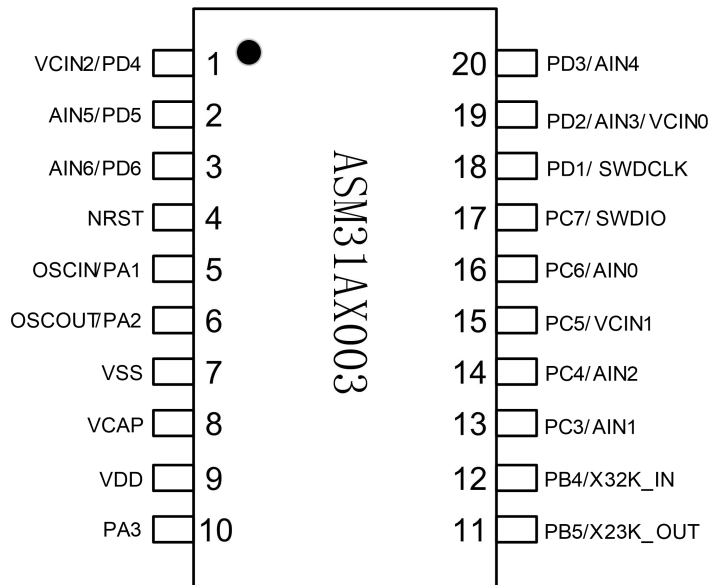 VCIN2/PD4 1 20 PD3/AIN4
AIN5/PD5 2 19 PD2/AIN3/VCIN0
AIN6/PD6 3 18 PD1/ SWDCLK
NRST 4 17 PC7/ SWDIO
OSCIN/PA1 5 16 PC6/AIN0
OSCOUT/PA2 6 15 PC5/VCIN1
VSS 7 14 PC4/AIN2
VCAP 8 13 PC3/AIN1
VDD 9 12 PB4/X32K_IN
PA3 10 11 PB5/X23K_OUT
ASM31AX003